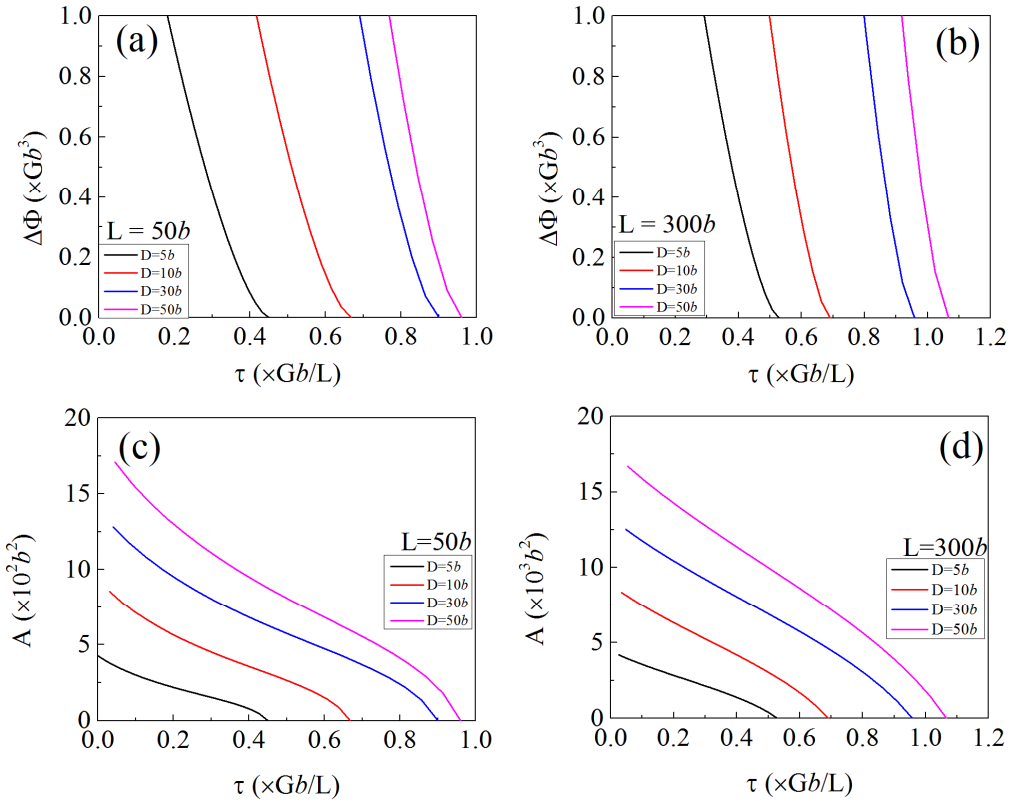 (a)
1.0
0.8
0.6
0.4
0.2
0.0
ΔΦ (×Gb³)
L = 50b
D=5b
D=10b
D=30b
D=50b
0.0 0.2 0.4 0.6 0.8 1.0
τ (×Gb/L)
(b)
1.0
0.8
0.6
0.4
0.2
0.0
ΔΦ (×Gb³)
L = 300b
D=5b
D=10b
D=30b
D=50b
0.0 0.2 0.4 0.6 0.8 1.0 1.2
τ (×Gb/L)
(c)
20
15
10
5
0
A (×10²b²)
L=50b
D=5b
D=10b
D=30b
D=50b
0.0 0.2 0.4 0.6 0.8 1.0
τ (×Gb/L)
(d)
20
15
10
5
0
A (×10³b²)
L=300b
D=5b
D=10b
D=30b
D=50b
0.0 0.2 0.4 0.6 0.8 1.0 1.2
τ (×Gb/L)